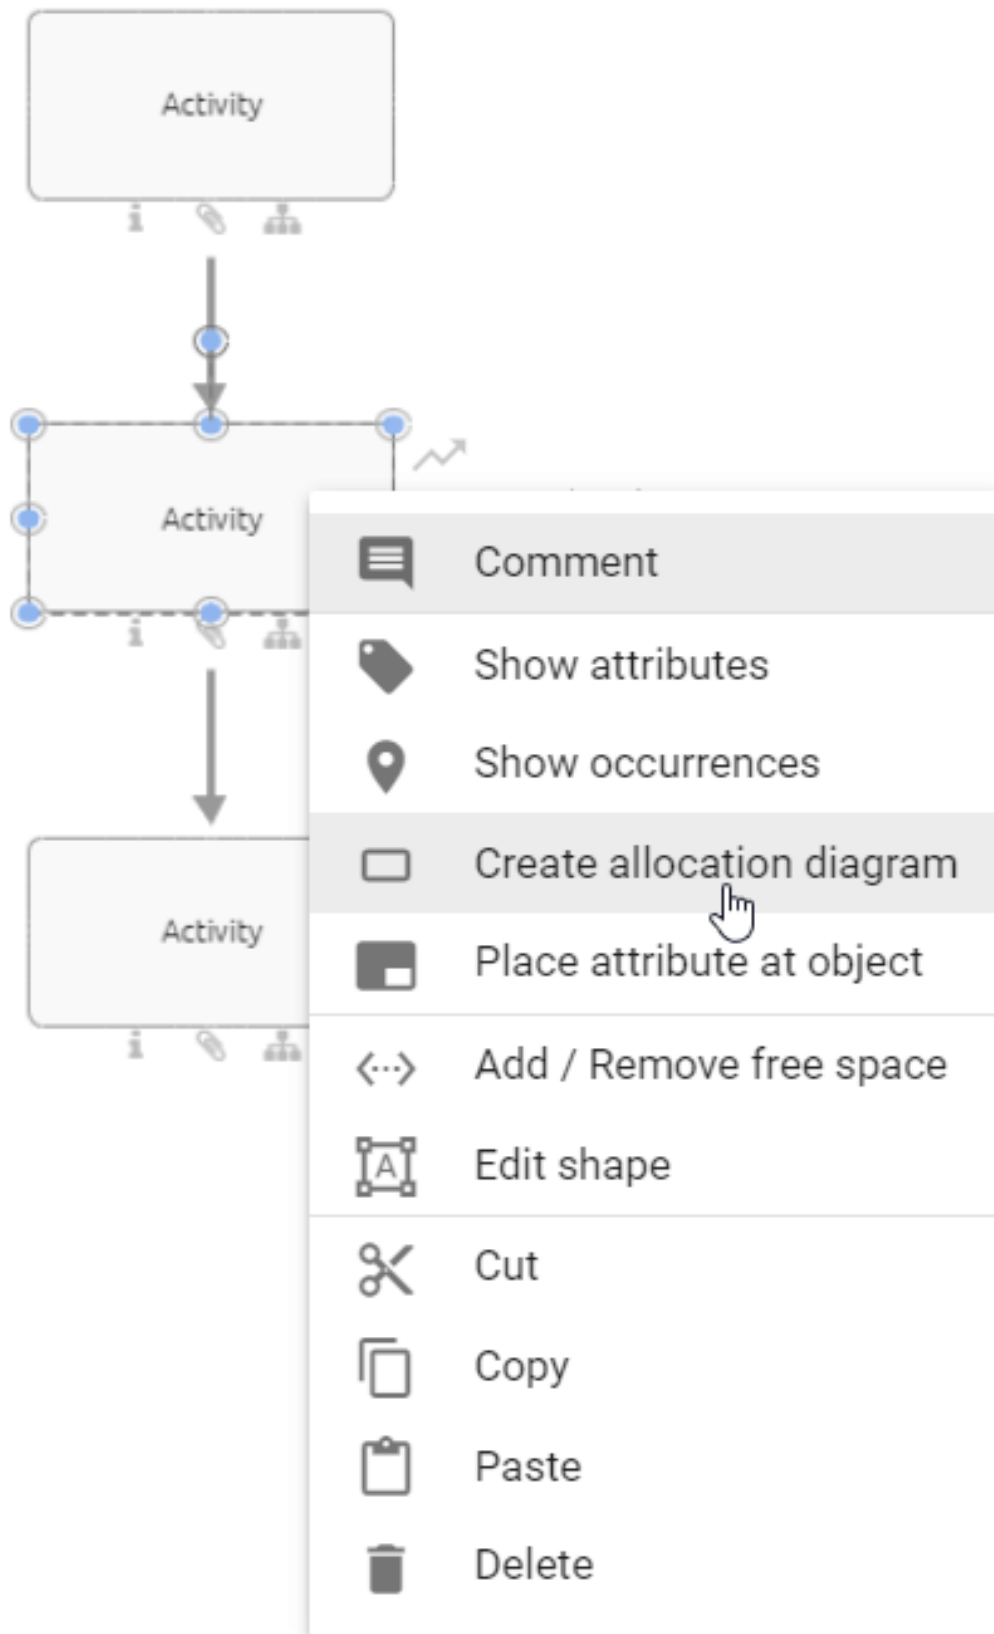 Activity
Activity
Comment
Show attributes
Show occurrences
Create allocation diagram
Activity
Place attribute at object
Add / Remove free space
Edit shape
Cut
Copy
Paste
Delete